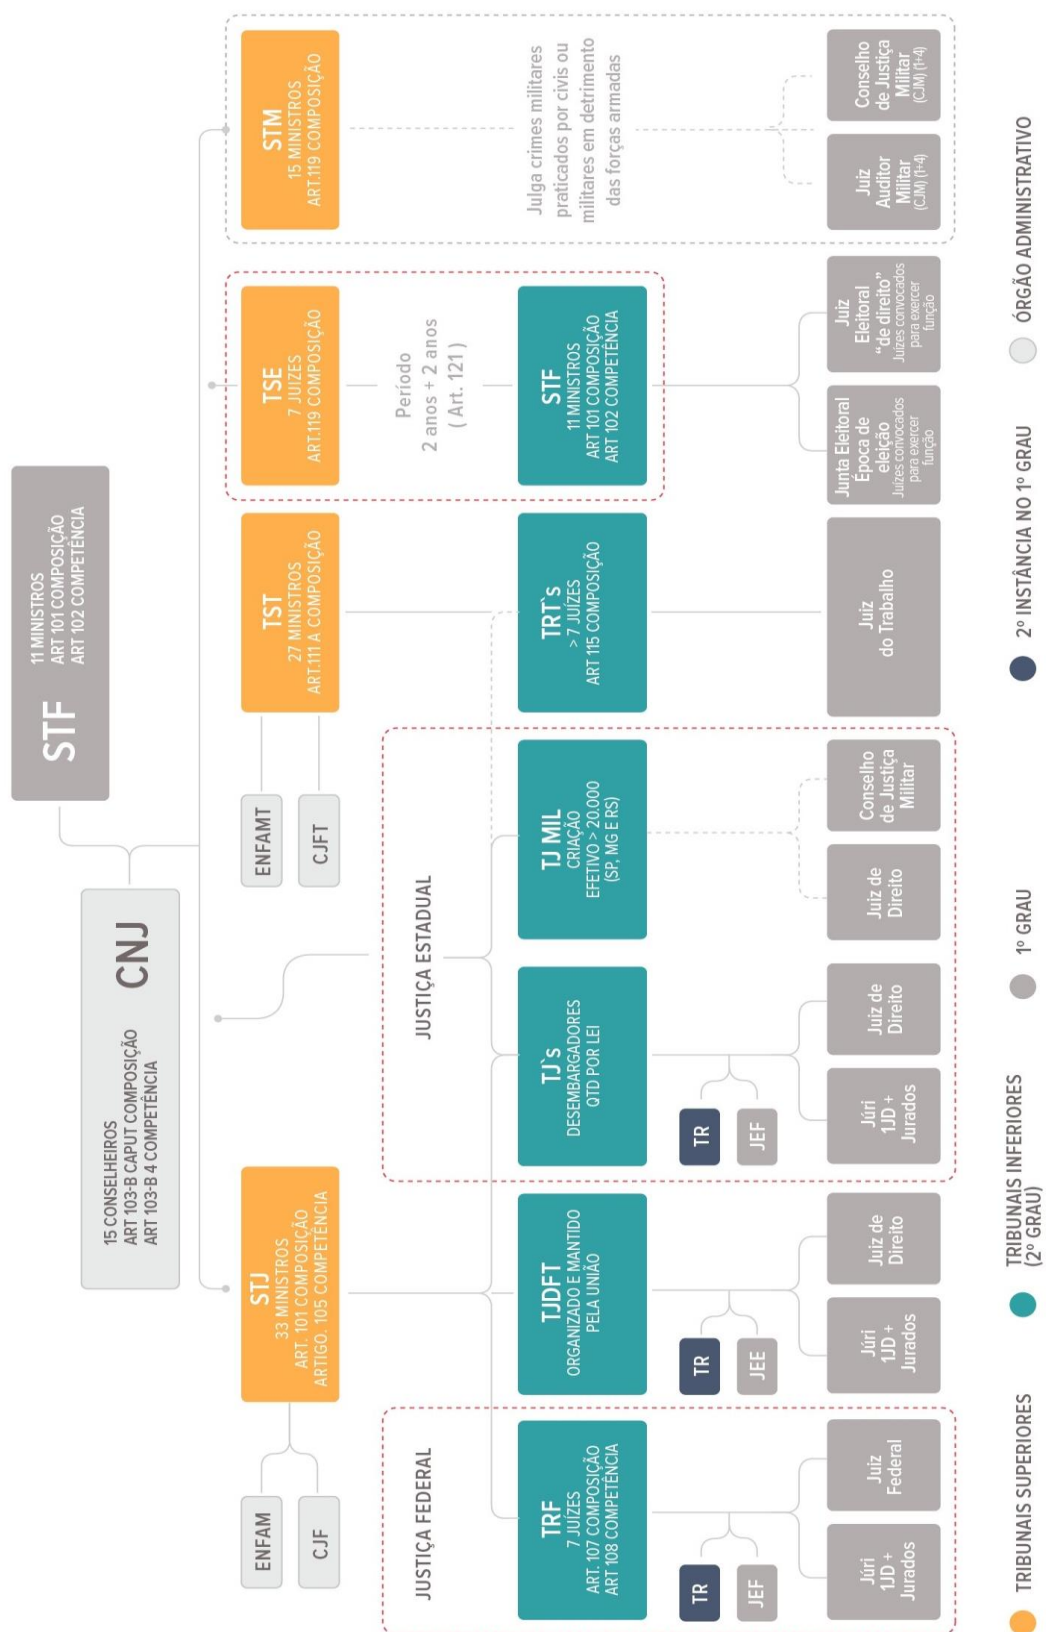 STF
11 MINISTROS
ART 101 COMPOSIÇÃO
ART 102 COMPETÊNCIA
15 CONSELHEIROS
ART 103-B CAPUT COMPOSIÇÃO
ART 103-B 4 COMPETÊNCIA
CNJ
ENFAM
CJF
STJ
33 MINISTROS
ART. 101 COMPOSIÇÃO
ARTIGO. 105 COMPETÊNCIA
ENFAMT
CJFT
TST
27 MINISTROS
ART.111 A COMPOSIÇÃO
TSE
7 JUIZES
ART.119 COMPOSIÇÃO
STM
15 MINISTROS
ART.119 COMPOSIÇÃO
Período
2 anos + 2 anos
( Art. 121 )
Julga crimes militares
praticados por civis ou
militares em detrimento
das forças armadas
JUSTIÇA FEDERAL
JUSTIÇA ESTADUAL
TRF
7 JUÍZES
ART. 107 COMPOSIÇÃO
ART 108 COMPETÊNCIA
TJDFT
ORGANIZADO E MANTIDO
PELA UNIÃO
TJ`s
DESEMBARGADORES
QTD POR LEI
TJ MIL
CRIAÇÃO
EFETIVO > 20.000
(SP, MG E RS)
TRT`s
> 7 JUÍZES
ART 115 COMPOSIÇÃO
STF
11 MINISTROS
ART 101 COMPOSIÇÃO
ART 102 COMPETÊNCIA
TR
JEF
TR
JEE
TR
JEF
Júri
1JD +
Jurados
Juiz
Federal
Júri
1JD +
Jurados
Juiz de
Direito
Júri
1JD +
Jurados
Juiz de
Direito
Juiz de
Direito
Conselho
de Justiça
Militar
Juiz
do Trabalho
Junta Eleitoral
Época de
eleição
Juízes convocados
para exercer
função
Juiz
Eleitoral
“de direito”
Juízes convocados
para exercer
função
Juiz
Auditor
Militar
(CJM) (1+4)
Conselho
de Justiça
Militar
(CJM) (1+4)
TRIBUNAIS SUPERIORES
TRIBUNAIS INFERIORES
(2º GRAU)
1º GRAU
2º INSTÂNCIA NO 1º GRAU
ÓRGÃO ADMINISTRATIVO